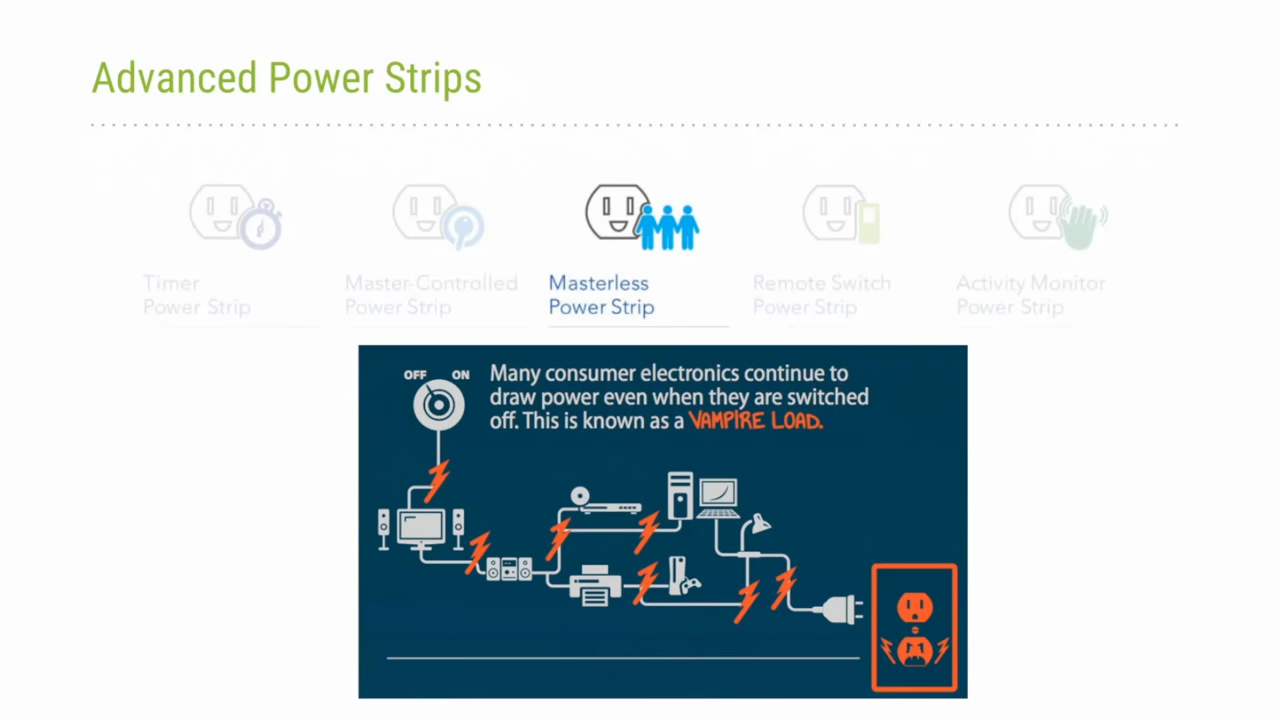 Advanced Power Strips
Timer
Power Strip
Master-Controlled
Power Strip
Masterless
Power Strip
Remote Switch
Power Strip
Activity Monitor
Power Strip
OFF ON
Many consumer electronics continue to
draw power even when they are switched
off. This is known as a VAMPIRE LOAD.